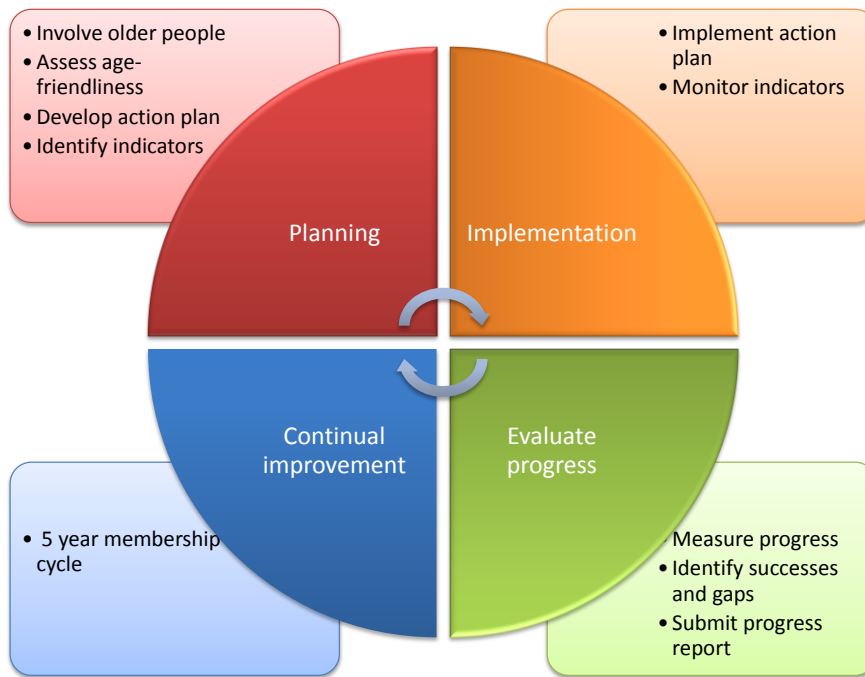 • Involve older people
• Assess age-
friendliness
• Develop action plan
• Identify indicators
• Implement action
plan
• Monitor indicators
Planning
Implementation
Continual
improvement
Evaluate
progress
• 5 year membership
cycle
• Measure progress
• Identify successes
and gaps
• Submit progress
report